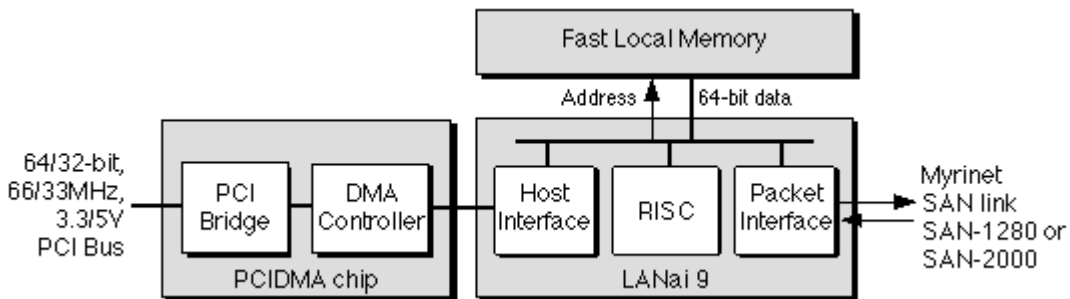 Fast Local Memory
Address
64-bit data
64/32-bit,
66/33MHz,
3.3/5V
PCI Bus
PCI
Bridge
DMA
Controller
PCIDMA chip
Host
Interface
RISC
Packet
Interface
LANai 9
Myrinet
SAN link
SAN-1280 or
SAN-2000